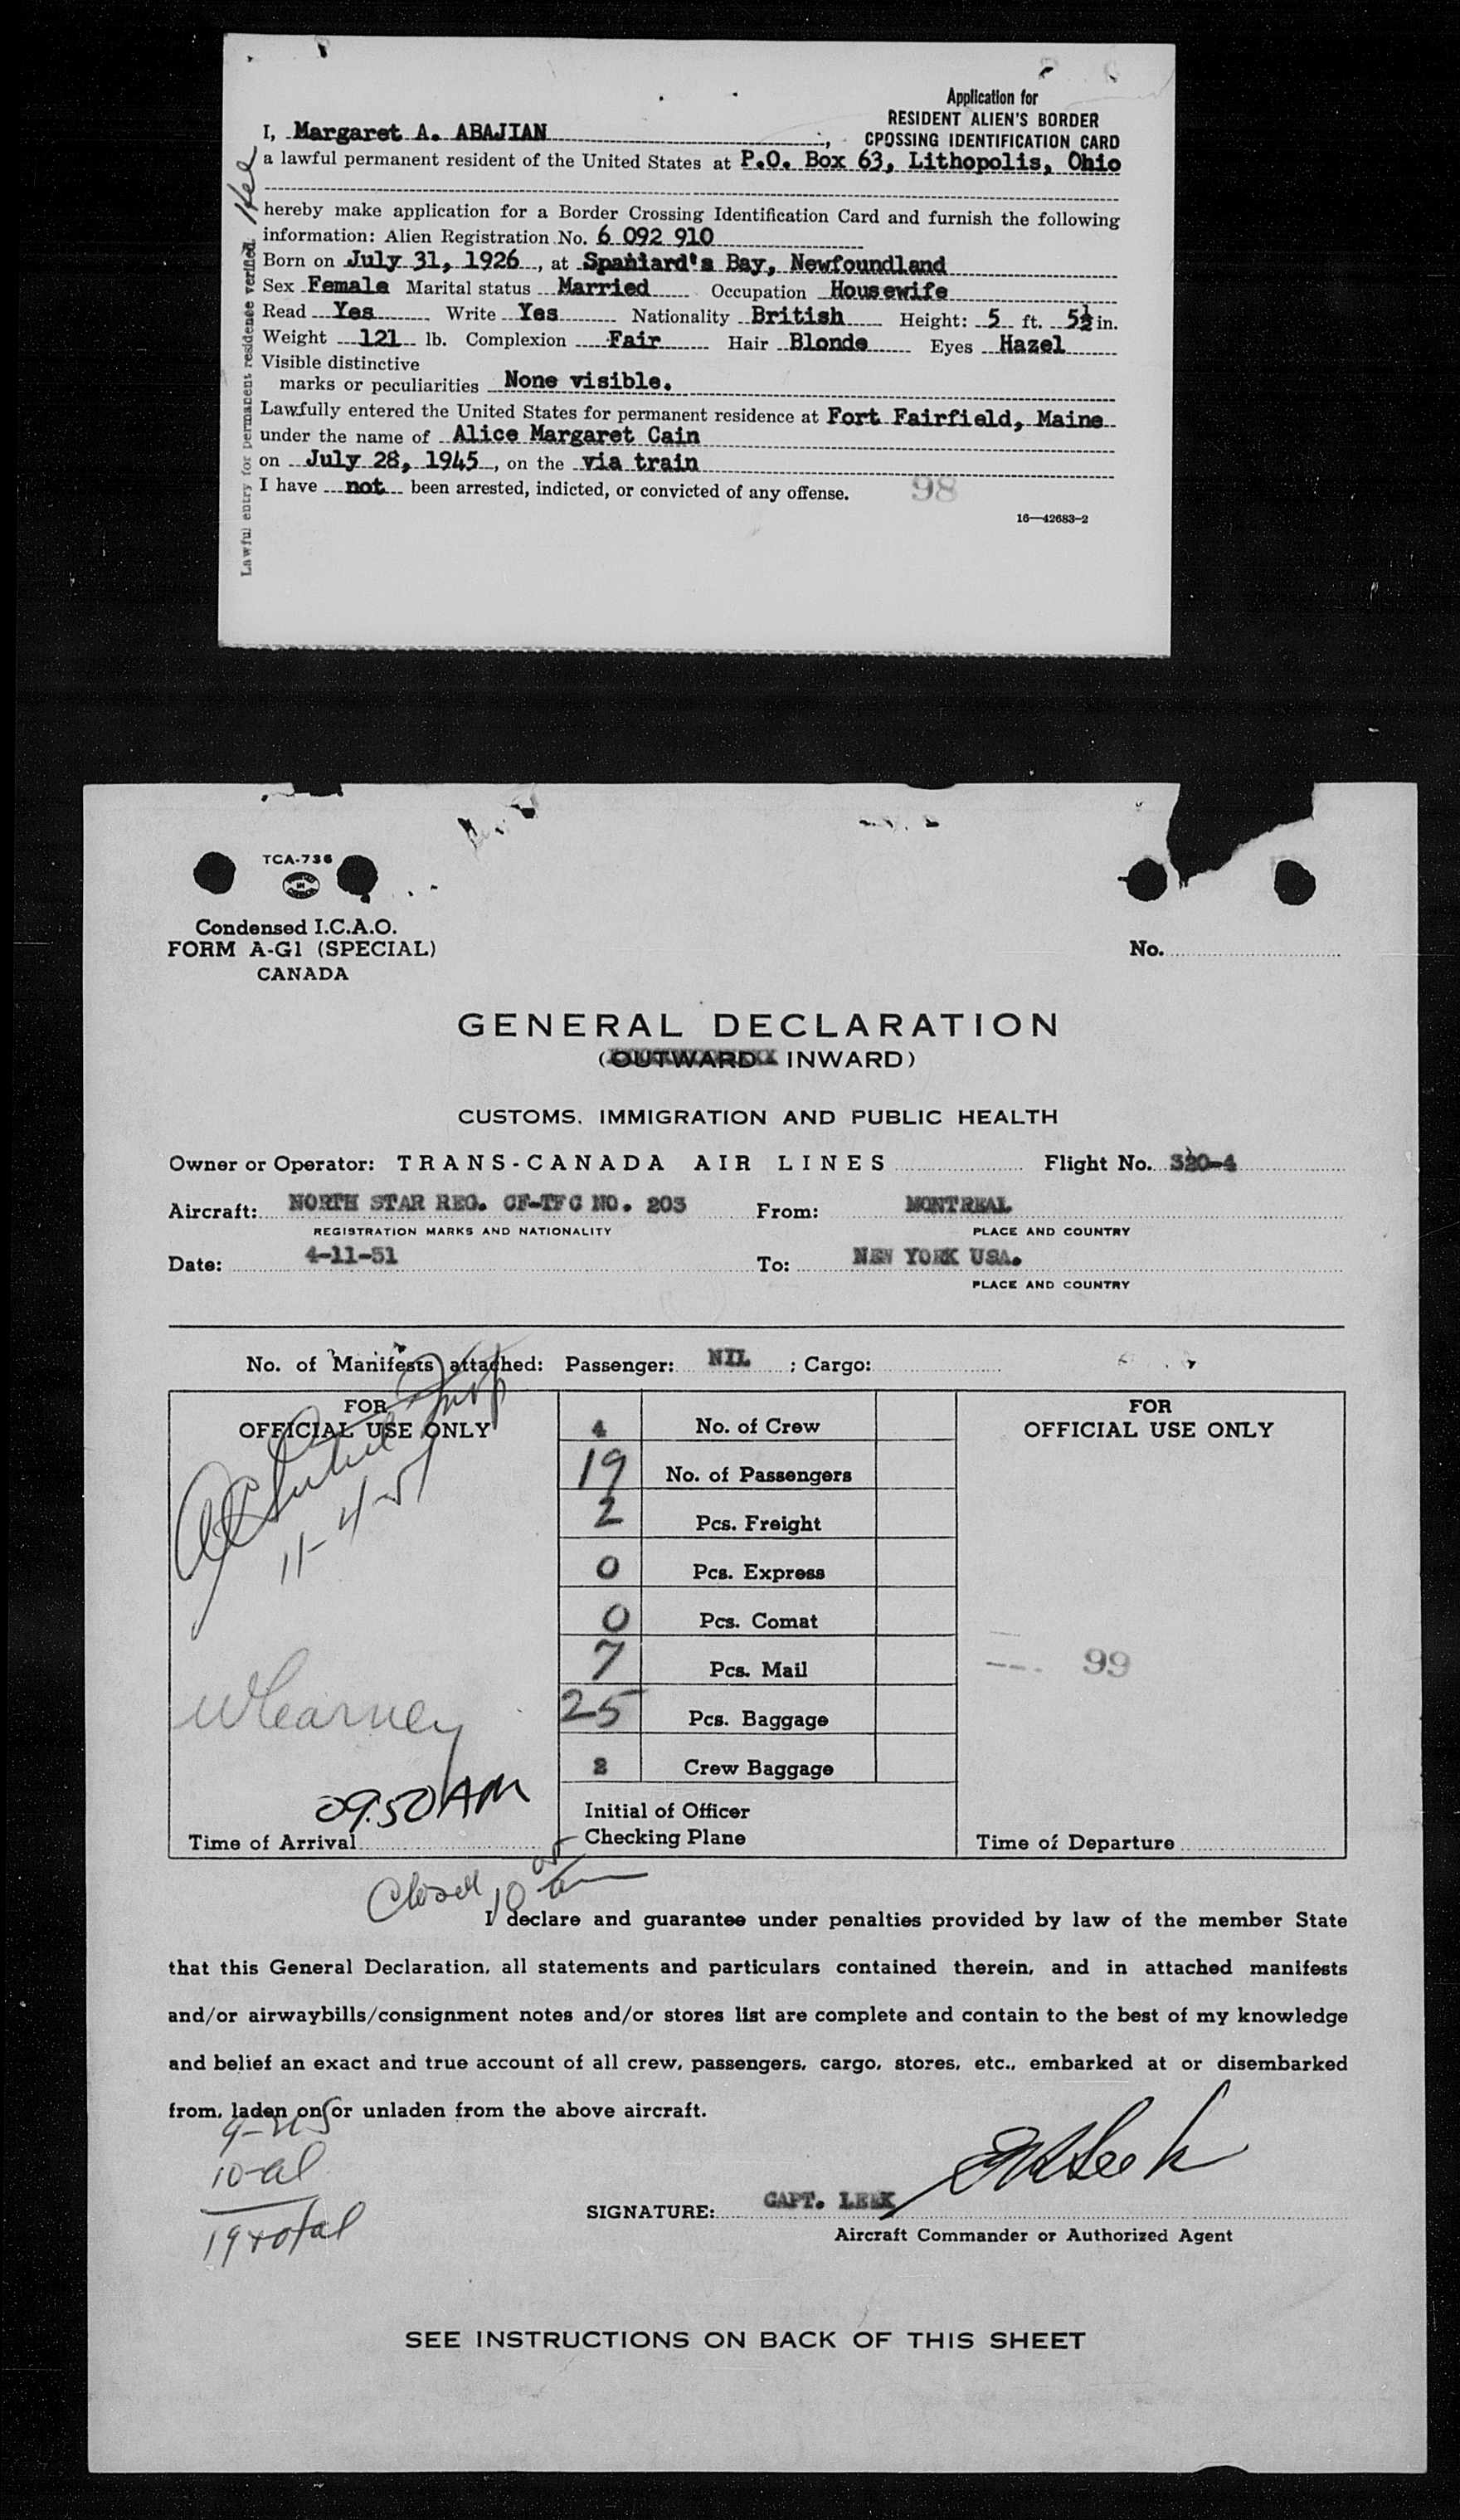 Application for
RESIDENT ALIEN'S BORDER
CROSSING IDENTIFICATION CARD
I, Margaret A. ABAJIAN,
a lawful permanent resident of the United States at P.O. Box 63, Lithopolis, Ohio
hereby make application for a Border Crossing Identification Card and furnish the following
information: Alien Registration No. 6 092 910
Born on July 31, 1926, at Spaniard's Bay, Newfoundland
Sex Female Marital status Married Occupation Housewife
Read Yes Write Yes Nationality British Height: 5 ft. 5½ in.
Weight 121 lb. Complexion Fair Hair Blonde Eyes Hazel
Visible distinctive
marks or peculiarities None visible.
Lawfully entered the United States for permanent residence at Fort Fairfield, Maine
under the name of Alice Margaret Cain
on July 28, 1945, on the via train
I have not been arrested, indicted, or convicted of any offense.
98
16—42683-2
Lawful entry for permanent residence verified.
TCA-736
Condensed I.C.A.O.
FORM A-G1 (SPECIAL)
CANADA
No.
GENERAL DECLARATION
(OUTWARD - INWARD)
CUSTOMS, IMMIGRATION AND PUBLIC HEALTH
Owner or Operator: TRANS-CANADA AIR LINES Flight No. 320-4
Aircraft: NORTH STAR REG. CF-TFC NO. 203 From: MONTREAL
REGISTRATION MARKS AND NATIONALITY PLACE AND COUNTRY
Date: 4-11-51 To: NEW YORK USA.
PLACE AND COUNTRY
No. of Manifests attached: Passenger: NIL ; Cargo:
FOR
OFFICIAL USE ONLY
11-4-51
4 No. of Crew
19 No. of Passengers
2 Pcs. Freight
0 Pcs. Express
0 Pcs. Comat
7 Pcs. Mail
25 Pcs. Baggage
2 Crew Baggage
Initial of Officer
Checking Plane
FOR
OFFICIAL USE ONLY
99
09.50 AM
Time of Arrival
Time of Departure
Closed 10
I declare and guarantee under penalties provided by law of the member State
that this General Declaration, all statements and particulars contained therein, and in attached manifests
and/or airwaybills/consignment notes and/or stores list are complete and contain to the best of my knowledge
and belief an exact and true account of all crew, passengers, cargo, stores, etc., embarked at or disembarked
from, laden on or unladen from the above aircraft.
10-al
19 total
SIGNATURE: CAPT. LEEK
Aircraft Commander or Authorized Agent
SEE INSTRUCTIONS ON BACK OF THIS SHEET